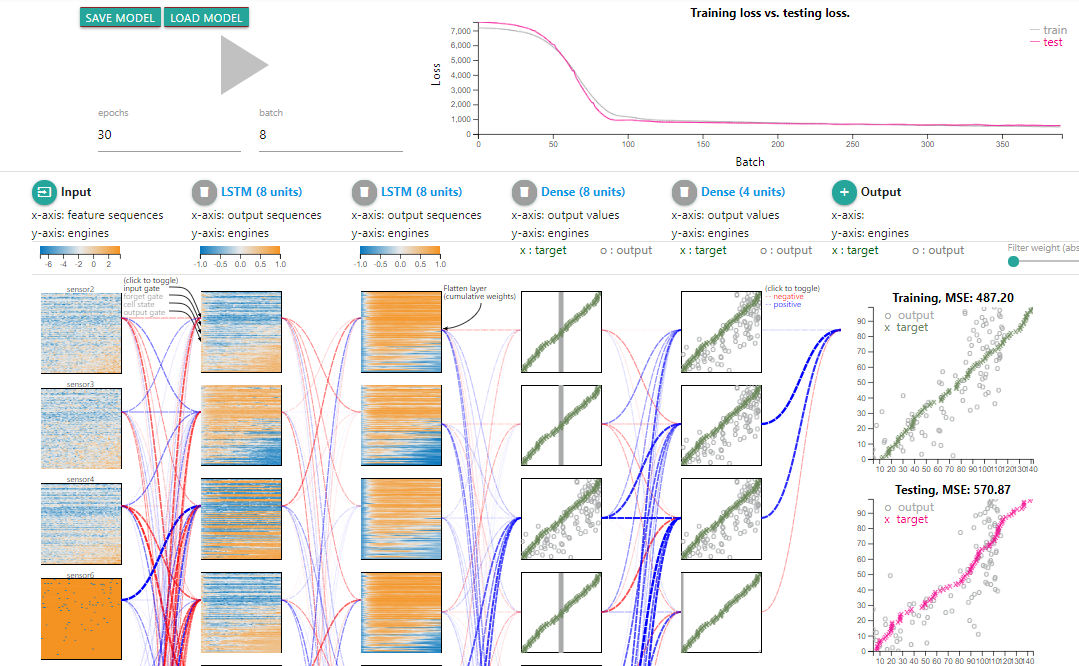 SAVE MODEL
LOAD MODEL
epochs
batch
30
8
Training loss vs. testing loss.
train
test
Loss
7,000
6,000
5,000
4,000
3,000
2,000
1,000
0
0 50 100 150 200 250 300 350
Batch
Input
x-axis: feature sequences
y-axis: engines
-6 -4 -2 0 2
LSTM (8 units)
x-axis: output sequences
y-axis: engines
-1.0 -0.5 0.0 0.5 1.0
LSTM (8 units)
x-axis: output sequences
y-axis: engines
-1.0 -0.5 0.0 0.5 1.0
Dense (8 units)
x-axis: output values
y-axis: engines
x : target o : output
Dense (4 units)
x-axis: output values
y-axis: engines
x : target o : output
Output
x-axis:
y-axis: engines
x : target o : output
Filter weight (abs
sensor2
(click to toggle)
input gate
forget gate
cell state
output gate
sensor3
sensor4
sensor6
Flatten layer
(cumulative weights)
(click to toggle)
-- negative
-- positive
Training, MSE: 487.20
o output
x target
90
80
70
60
50
40
30
20
10
0
10 20 30 40 50 60 70 80 90 100 110 120 130 140
Testing, MSE: 570.87
o output
x target
90
80
70
60
50
40
30
20
10
0
10 20 30 40 50 60 70 80 90 100 110 120 130 140